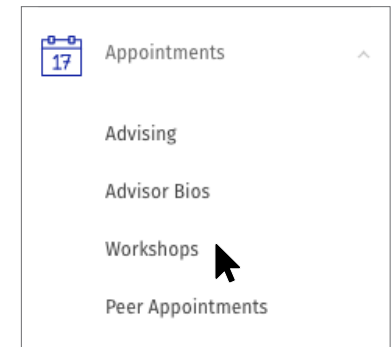 17 Appointments
Advising
Advisor Bios
Workshops
Peer Appointments